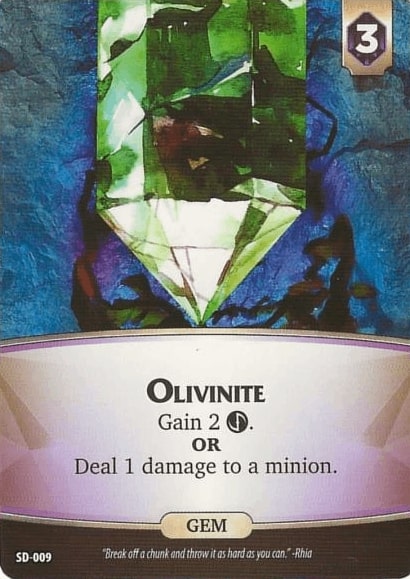 3
OLIVINITE
Gain 2 .
OR
Deal 1 damage to a minion.
GEM
SD-009 "Break off a chunk and throw it as hard as you can." -Rhia